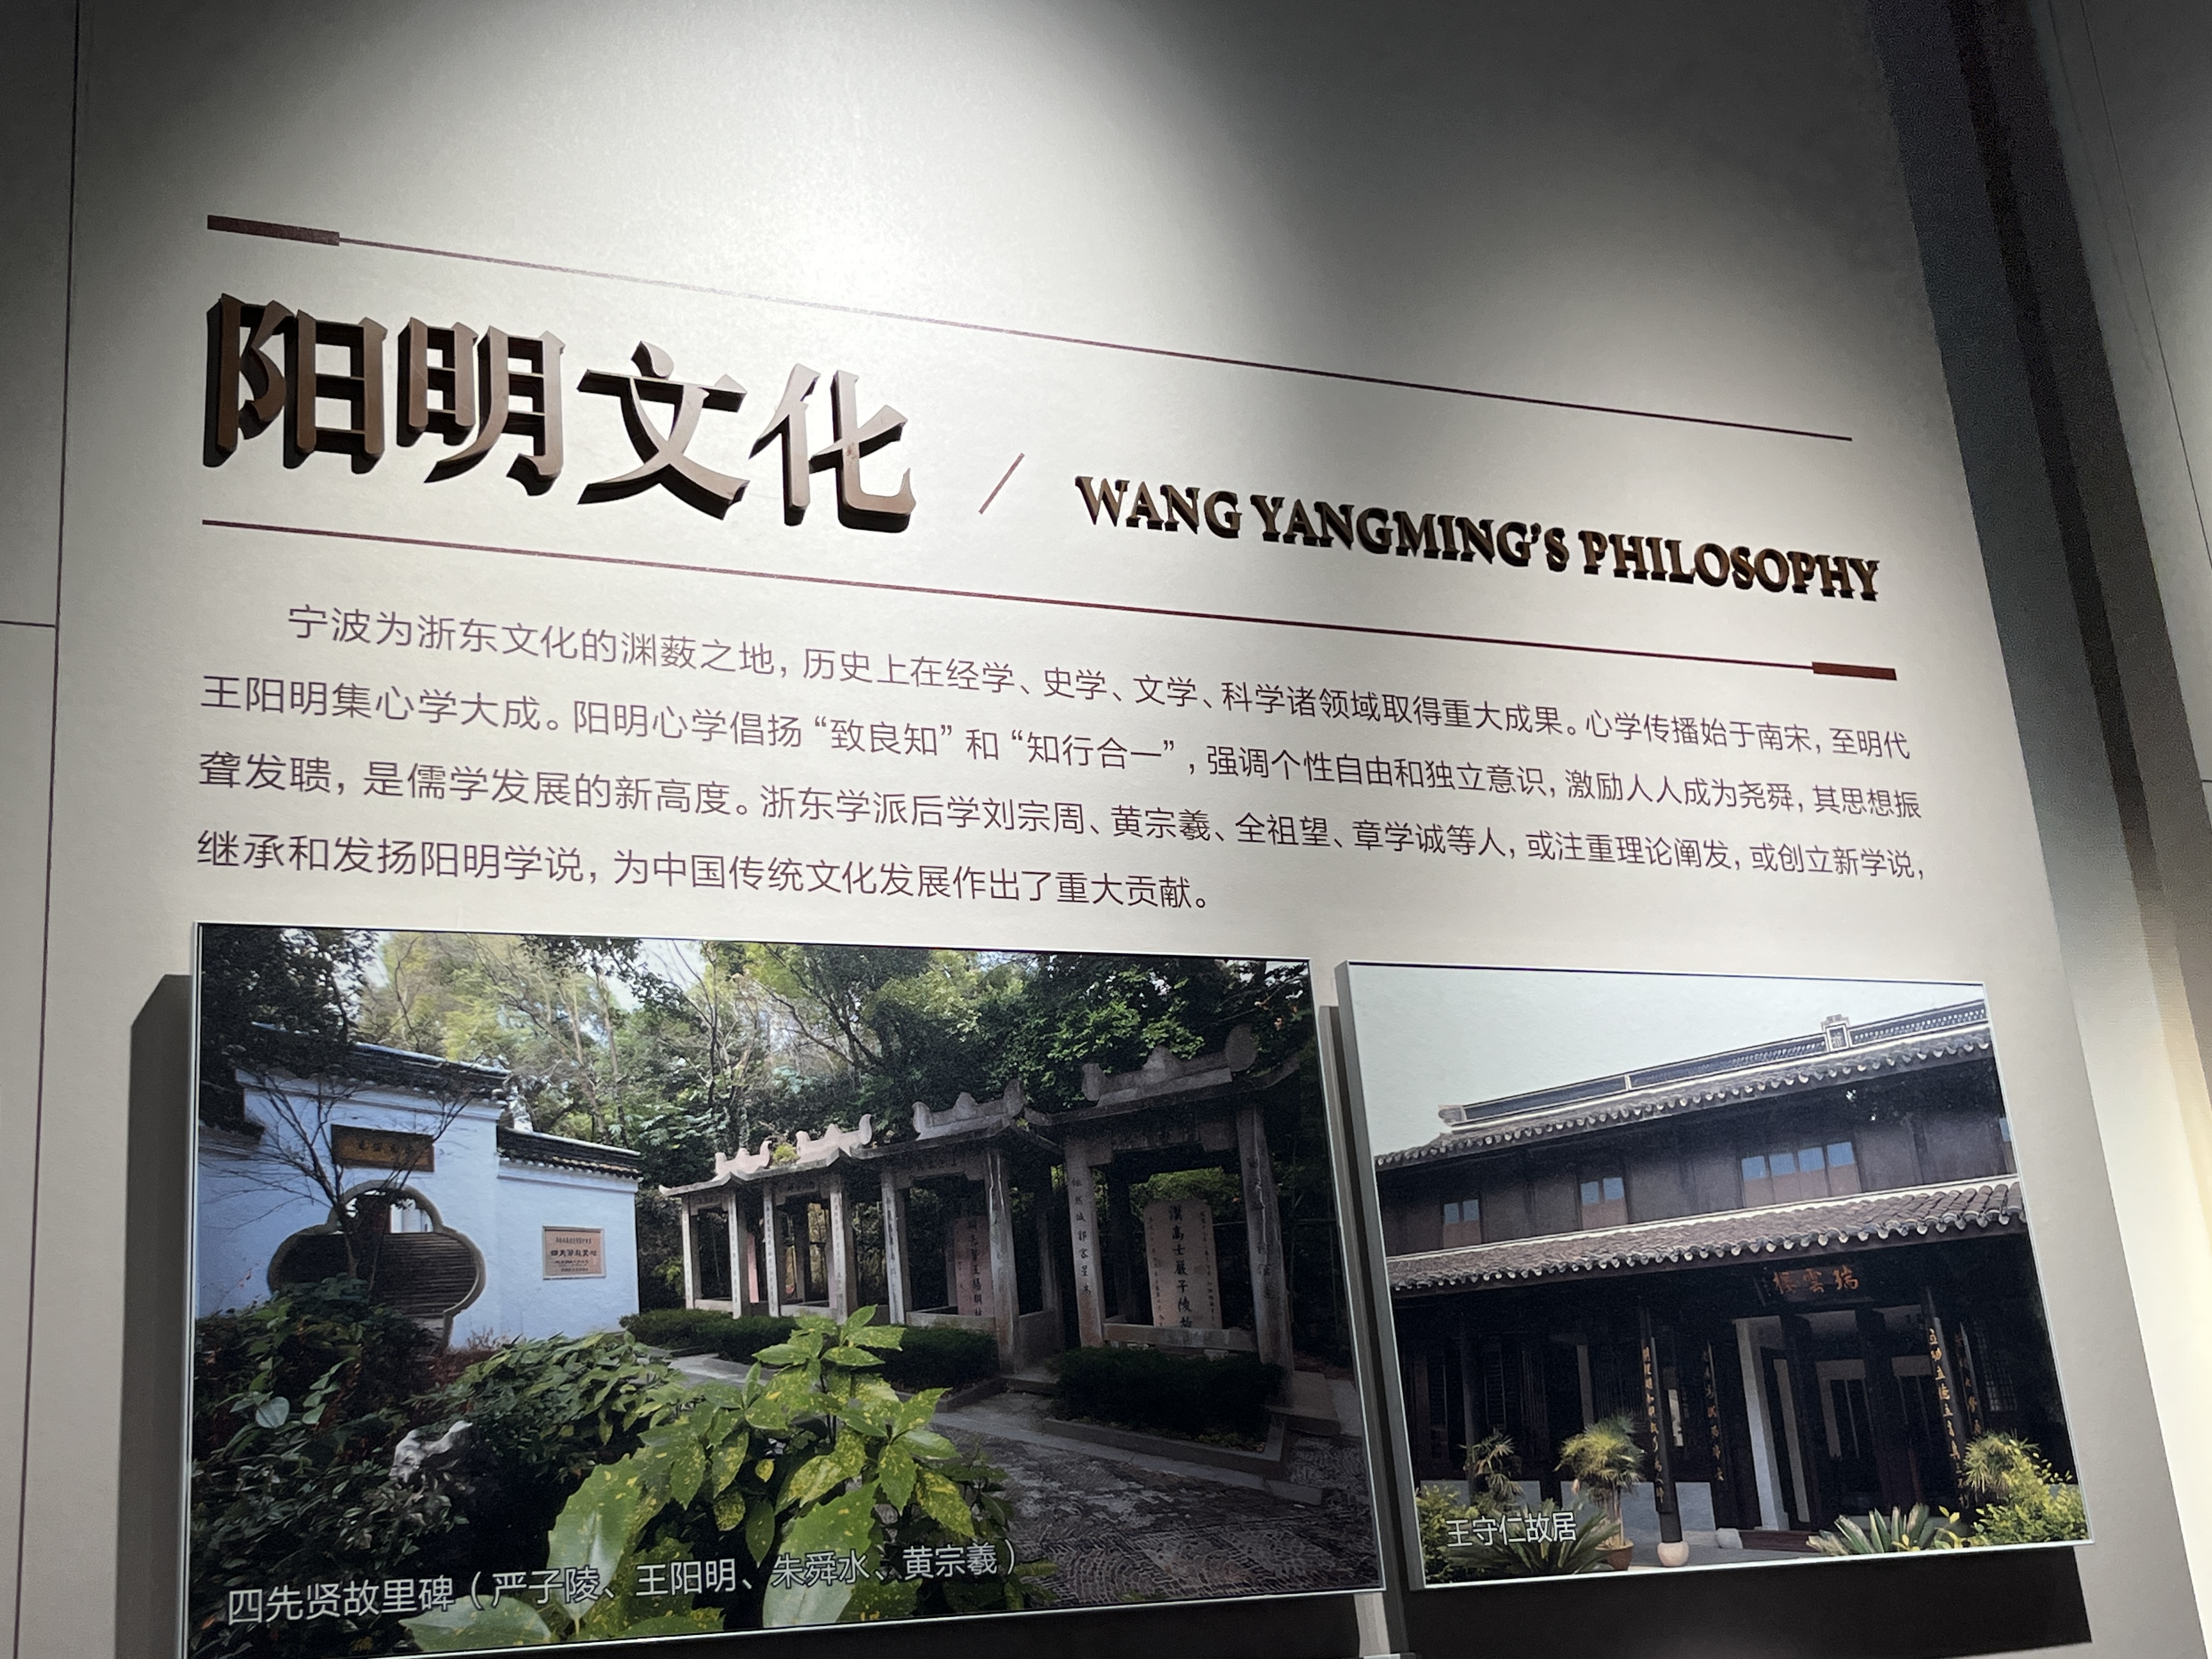 阳明文化 / WANG YANGMING'S PHILOSOPHY
宁波为浙东文化的渊薮之地，历史上在经学、史学、文学、科学诸领域取得重大成果。心学传播始于南宋，至明代
王阳明集心学大成。阳明心学倡扬“致良知”和“知行合一”，强调个性自由和独立意识，激励人人成为尧舜，其思想振
聋发聩，是儒学发展的新高度。浙东学派后学刘宗周、黄宗羲、全祖望、章学诚等人，或注重理论阐发，或创立新学说，
继承和发扬阳明学说，为中国传统文化发展作出了重大贡献。
漢高士嚴子陵
瑞雲樓
四先贤故里碑（严子陵、王阳明、朱舜水、黄宗羲）
王守仁故居